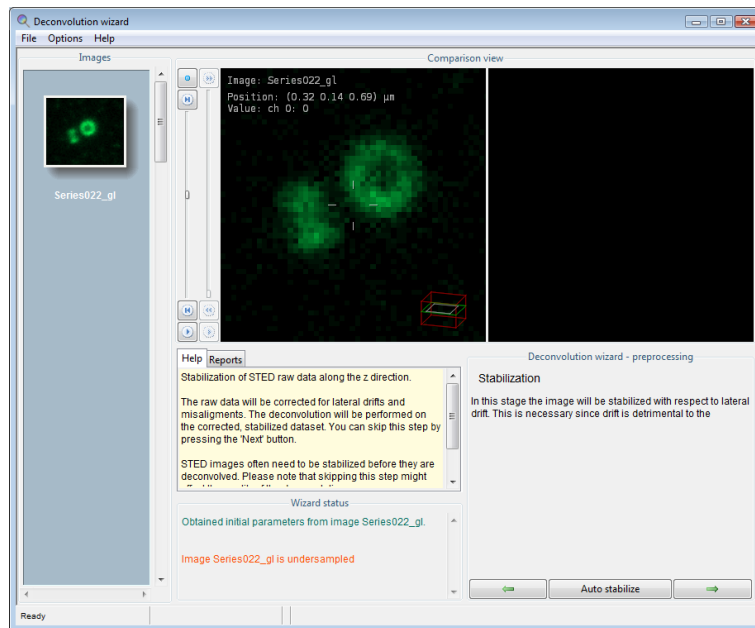 Deconvolution wizard
File Options Help
Images
Comparison view
Series022_gl
Image: Series022_gl
Position: (0.32 0.14 0.69) µm
Value: ch 0: 0
Help
Reports
Stabilization of STED raw data along the z direction.
The raw data will be corrected for lateral drifts and
misaligments. The deconvolution will be performed on
the corrected, stabilized dataset. You can skip this step by
pressing the 'Next' button.
STED images often need to be stabilized before they are
deconvolved. Please note that skipping this step might
Wizard status
Obtained initial parameters from image Series022_gl.
Image Series022_gl is undersampled
Deconvolution wizard - preprocessing
Stabilization
In this stage the image will be stabilized with respect to lateral
drift. This is necessary since drift is detrimental to the
Auto stabilize
Ready